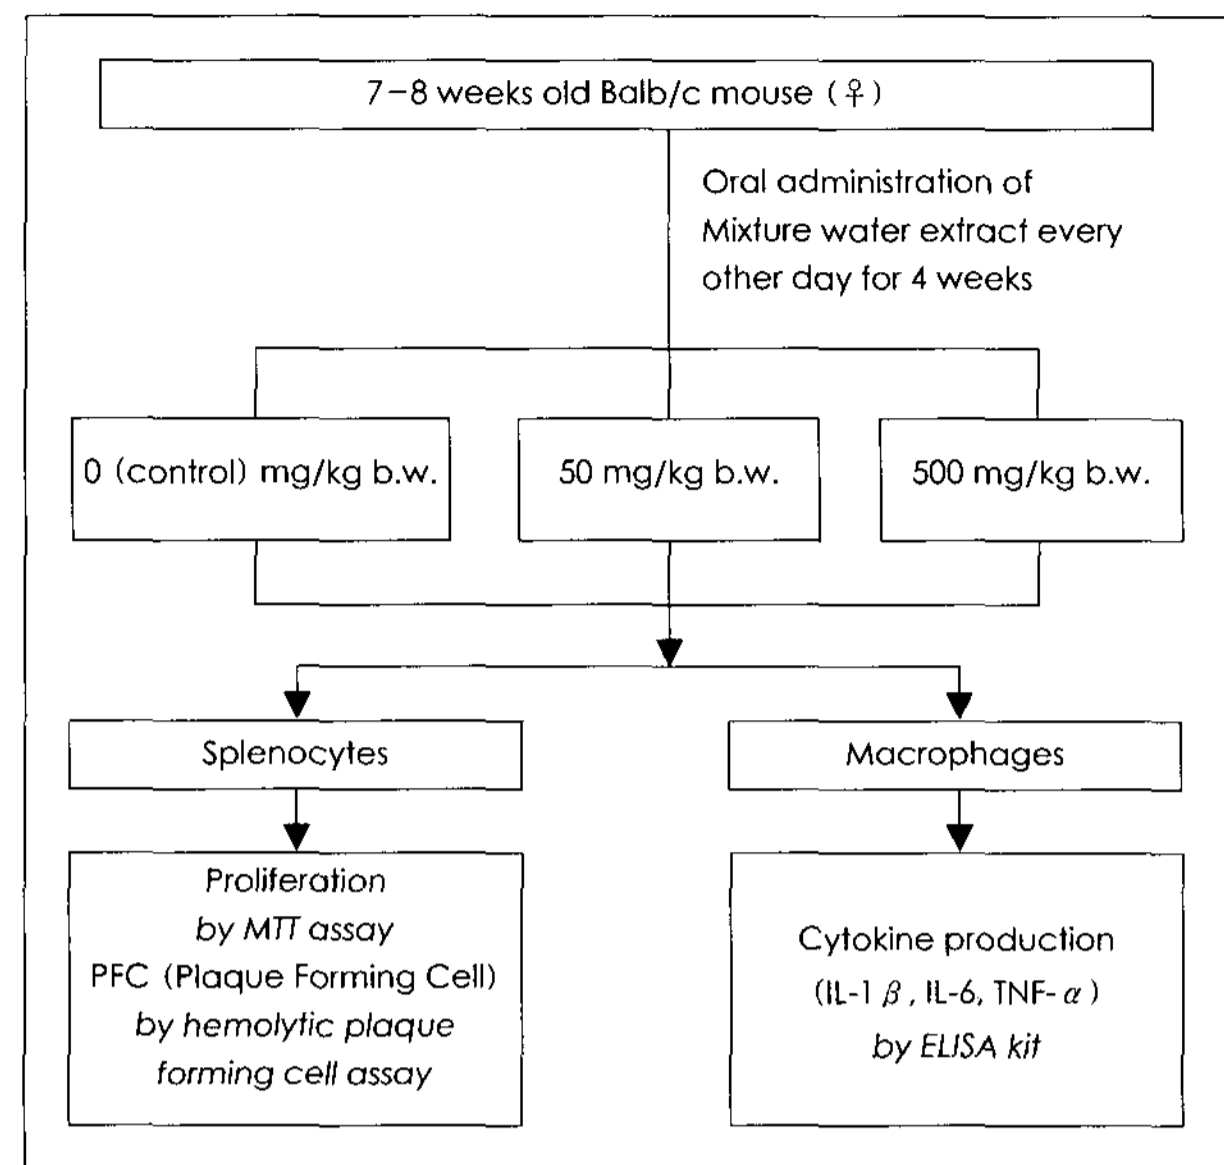 7-8 weeks old Balb/c mouse (♀)
Oral administration of
Mixture water extract every
other day for 4 weeks
0 (control) mg/kg b.w.
50 mg/kg b.w.
500 mg/kg b.w.
Splenocytes
Macrophages
Proliferation
by MTT assay
PFC (Plaque Forming Cell)
by hemolytic plaque
forming cell assay
Cytokine production
(IL-1 β, IL-6, TNF-α)
by ELISA kit